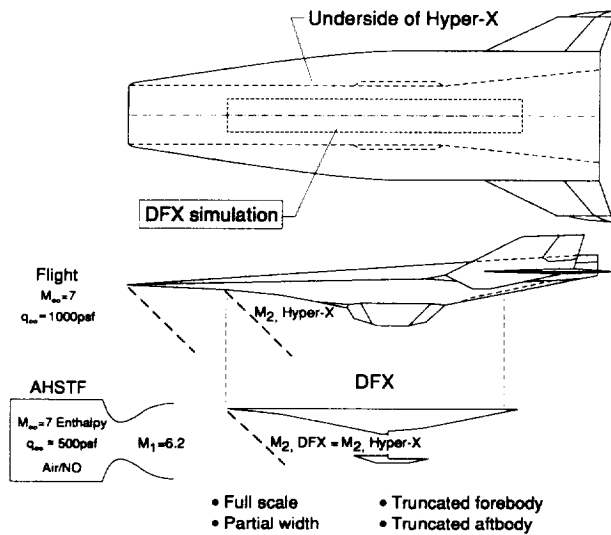 Underside of Hyper-X
DFX simulation
Flight
M∞=7
q∞ = 1000psf
M2, Hyper-X
AHSTF
M∞=7 Enthalpy
q∞ ≈ 500psf
Air/NO
M1=6.2
DFX
M2, DFX = M2, Hyper-X
• Full scale
• Partial width
• Truncated forebody
• Truncated aftbody